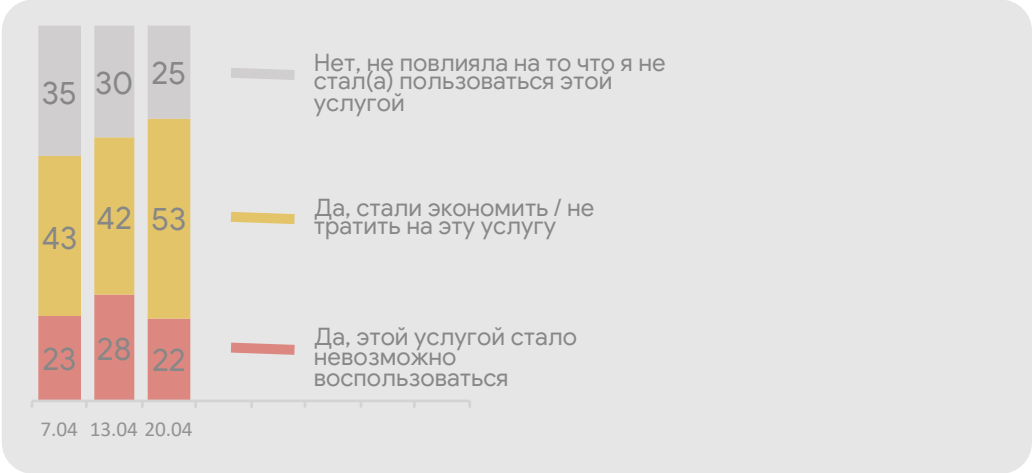 35 30 25
Нет, не повлияла на то что я не
стал(а) пользоваться этой
услугой
43 42 53
Да, стали экономить / не
тратить на эту услугу
23 28 22
Да, этой услугой стало
невозможно
воспользоваться
7.04 13.04 20.04